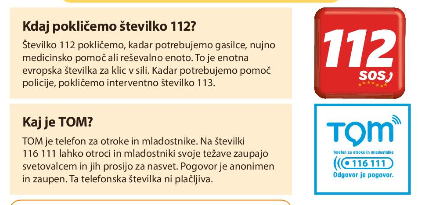 Kdaj pokličemo številko 112?
Številko 112 pokličemo, kadar potrebujemo gasilce, nujno
medicinsko pomoč ali reševalno enoto. To je enotna
evropska številka za klic v sili. Kadar potrebujemo pomoč
policije, pokličemo interventno številko 113.
112
SOS
Kaj je TOM?
TOM je telefon za otroke in mladostnike. Na številki
116 111 lahko otroci in mladostniki svoje težave zaupajo
svetovalcem in jih prosijo za nasvet. Pogovor je anonimen
in zaupen. Ta telefonska številka ni plačljiva.
TOM
Telefon za otroke in mladostnike
116 111
Odgovor je pogovor.